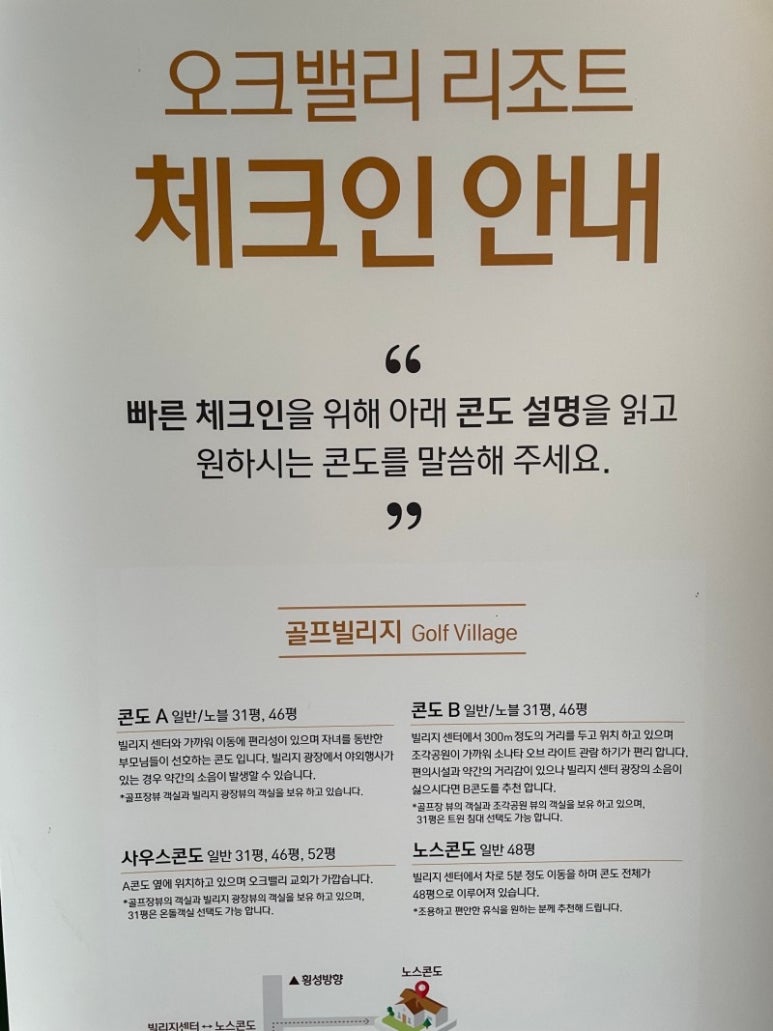 오크밸리 리조트
체크인 안내
“
빠른 체크인을 위해 아래 콘도 설명을 읽고
원하시는 콘도를 말씀해 주세요.
”
골프빌리지 Golf Village
콘도 A 일반/노블 31평, 46평
빌리지 센터와 가까워 이동에 편리성이 있으며 자녀를 동반한
부모님들이 선호하는 콘도 입니다. 빌리지 광장에서 야외행사가
있는 경우 약간의 소음이 발생할 수 있습니다.
*골프장뷰 객실과 빌리지 광장뷰의 객실을 보유 하고 있습니다.
콘도 B 일반/노블 31평, 46평
빌리지 센터에서 300m 정도의 거리를 두고 위치 하고 있으며
조각공원이 가까워 소나타 오브 라이트 관람 하기가 편리 합니다.
편의시설과 약간의 거리감이 있으나 빌리지 센터 광장의 소음이
싫으시다면 B콘도를 추천 합니다.
*골프장 뷰의 객실과 조각공원 뷰의 객실을 보유 하고 있으며,
31평은 트윈 침대 선택도 가능 합니다.
사우스콘도 일반 31평, 46평, 52평
A콘도 옆에 위치하고 있으며 오크밸리 교회가 가깝습니다.
*골프장뷰의 객실과 빌리지 광장뷰의 객실을 보유 하고 있으며,
31평은 온돌객실 선택도 가능 합니다.
노스콘도 일반 48평
빌리지 센터에서 차로 5분 정도 이동을 하며 콘도 전체가
48평으로 이루어져 있습니다.
*조용하고 편안한 휴식을 원하는 분께 추천해 드립니다.
▲횡성방향
노스콘도
빌리지센터 ↔ 노스콘도